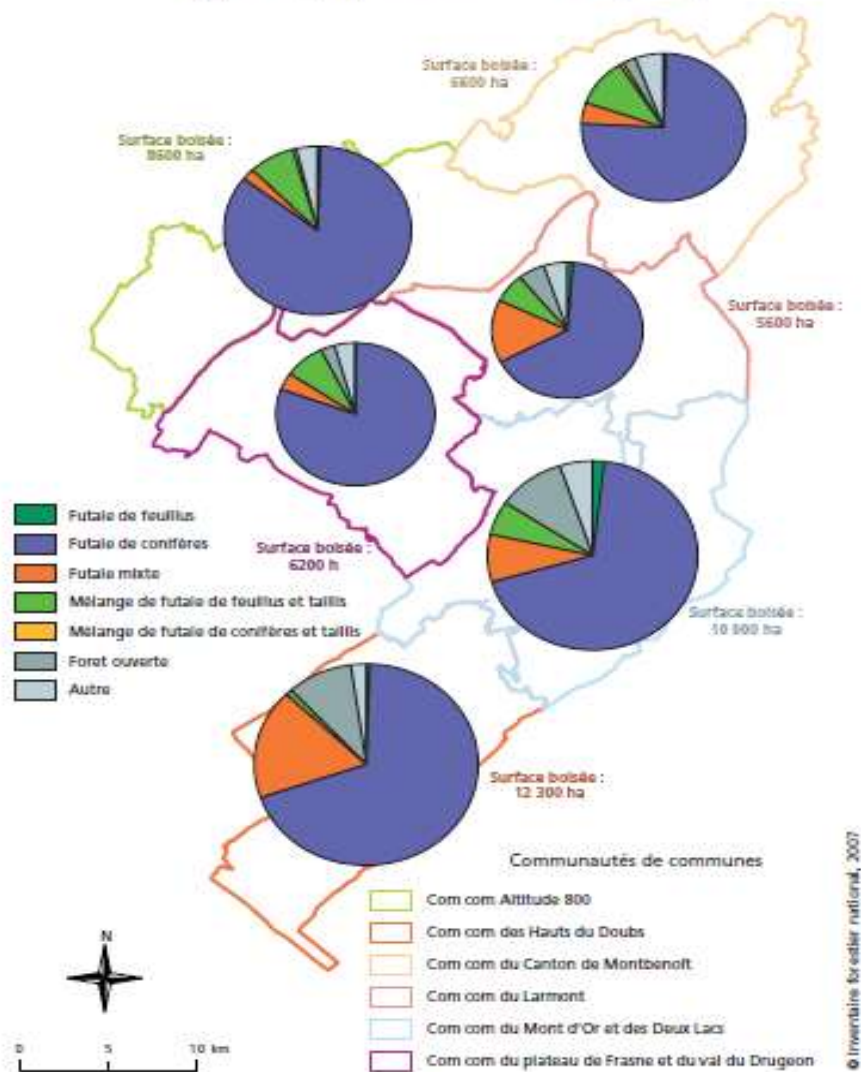 Surface boisée :
6600 ha
Surface boisée :
8600 ha
Surface boisée :
5600 ha
Futaie de feuillus
Futaie de conifères
Futaie mixte
Mélange de futaie de feuillus et taillis
Mélange de futaie de conifères et taillis
Foret ouverte
Autre
Surface boisée :
6200 h
Surface boisée :
Surface boisée :
12 300 ha
Communautés de communes
Com com Altitude 800
Com com des Hauts du Doubs
Com com du Canton de Montbenoît
Com com du Larmont
Com com du Mont d'Or et des Deux Lacs
Com com du plateau de Frasne et du val du Drugeon
N
0 5 10 km
© Inventaire forestier national, 2007